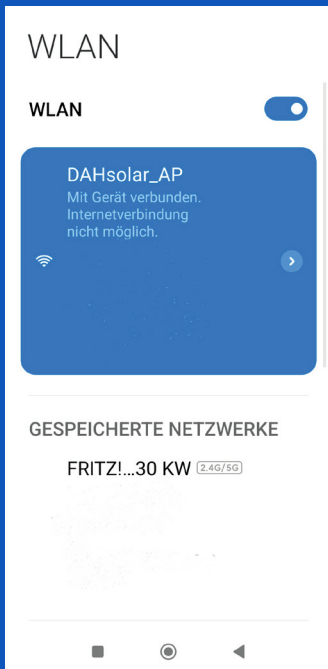 WLAN
WLAN
DAHsolar_AP
Mit Gerät verbunden.
Internetverbindung
nicht möglich.
GESPEICHERTE NETZWERKE
FRITZ!...30 KW 2.4G/5G